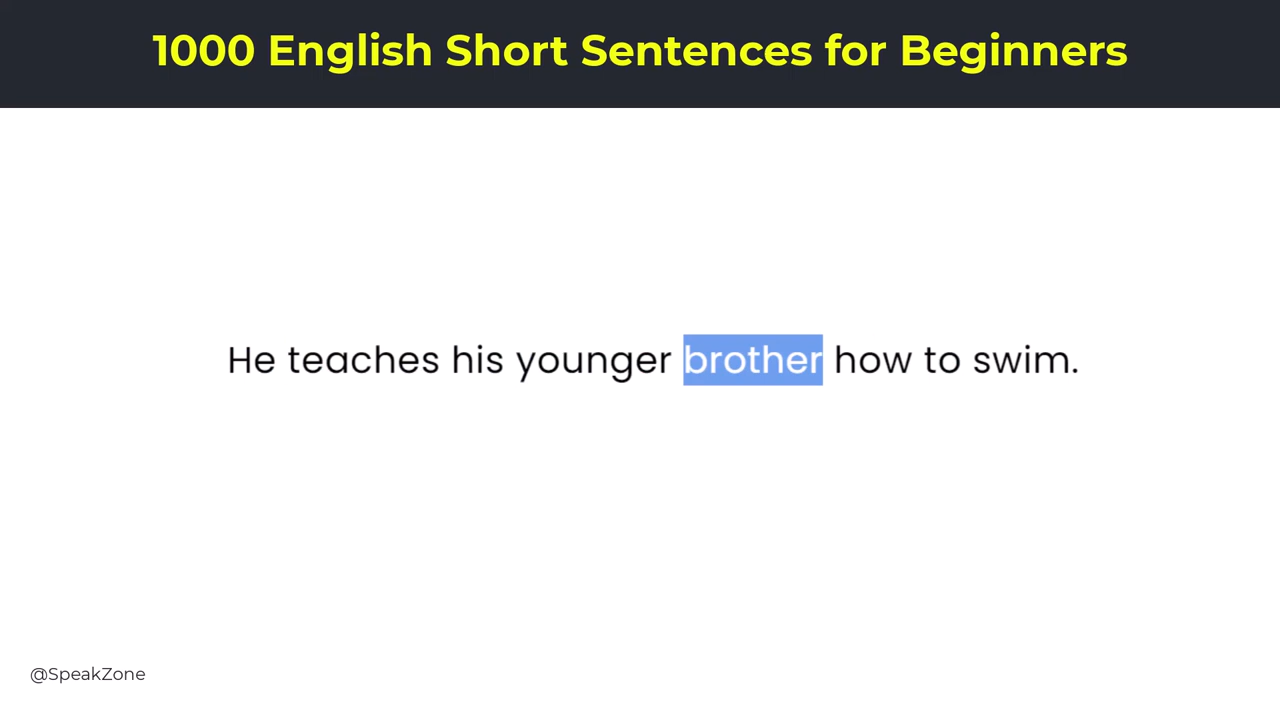 1000 English Short Sentences for Beginners
He teaches his younger brother how to swim.
@SpeakZone